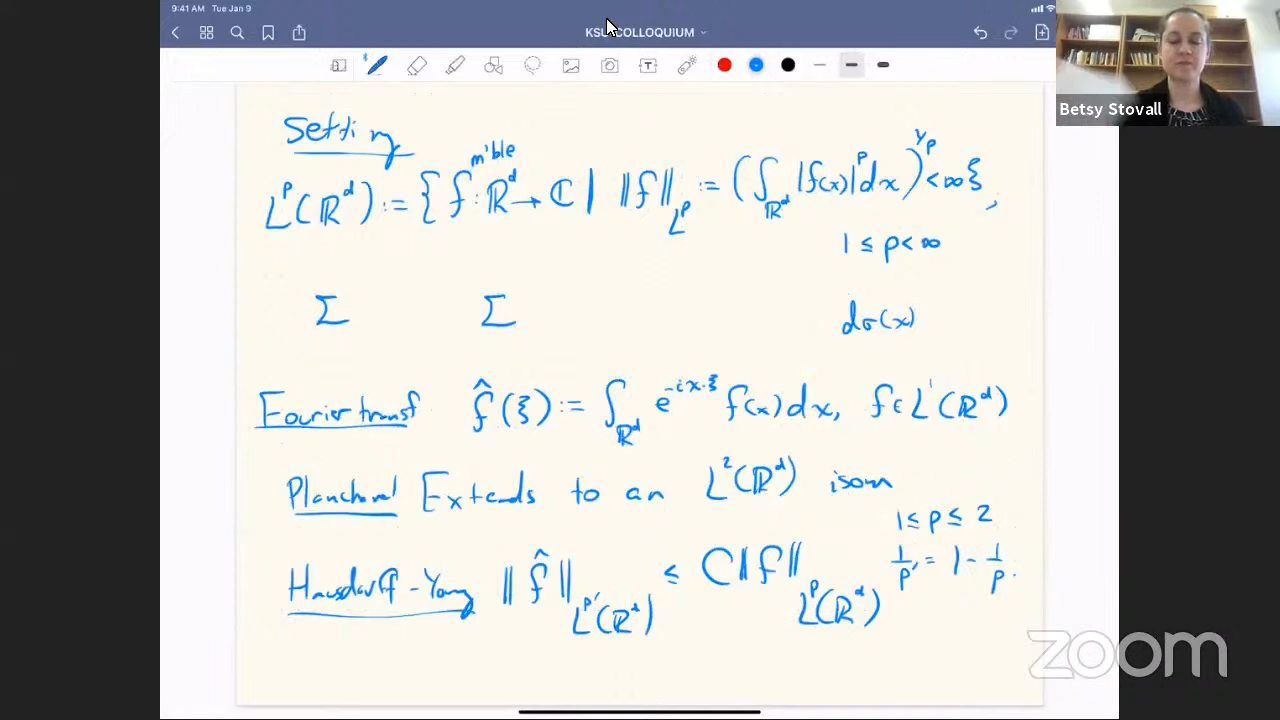 9:41 AM Tue Jan 9
KSU COLLOQUIUM
Betsy Stovall
Setting
L^p(ℝ^d) := { f : ℝ^d → ℂ | ‖f‖_{L^p} := (∫_{ℝ^d} |f(x)|^p dx)^{1/p} < ∞ },
m'ble
1 ≤ p < ∞
Σ Σ dσ(x)
Fourier transf f̂(ξ) := ∫_{ℝ^d} e^{-ix·ξ} f(x) dx, f ∈ L^1(ℝ^d)
Plancherel Extends to an L^2(ℝ^d) isom
1 ≤ p ≤ 2
Hausdorff-Young ‖f̂‖_{L^{p'}(ℝ^d)} ≤ C‖f‖_{L^p(ℝ^d)} 1/p' = 1 - 1/p.
zoom